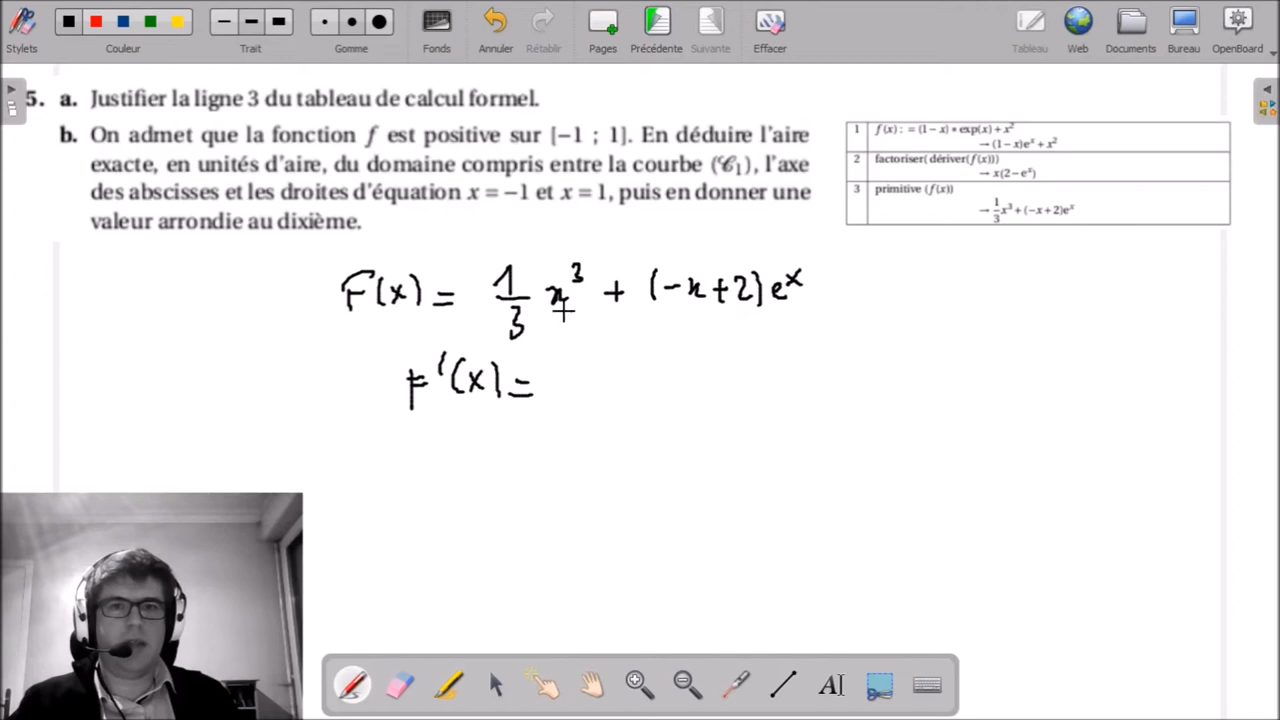 Stylets Couleur Trait Gomme Fonds Annuler Rétablir Pages Précédente Suivante Effacer Tableau Web Documents Bureau OpenBoard
5. a. Justifier la ligne 3 du tableau de calcul formel.
b. On admet que la fonction f est positive sur [−1 ; 1]. En déduire l'aire
exacte, en unités d'aire, du domaine compris entre la courbe (𝒞₁), l'axe
des abscisses et les droites d'équation x = −1 et x = 1, puis en donner une
valeur arrondie au dixième.
1 f(x) : = (1 − x) * exp(x) + x²
→ (1 − x)eˣ + x²
2 factoriser( dériver(f(x)))
→ x(2 − eˣ)
3 primitive (f(x))
→ 1/3 x³ + (−x + 2)eˣ
F(x) = 1/3 x³ + (−x + 2) eˣ
F'(x) =
AI